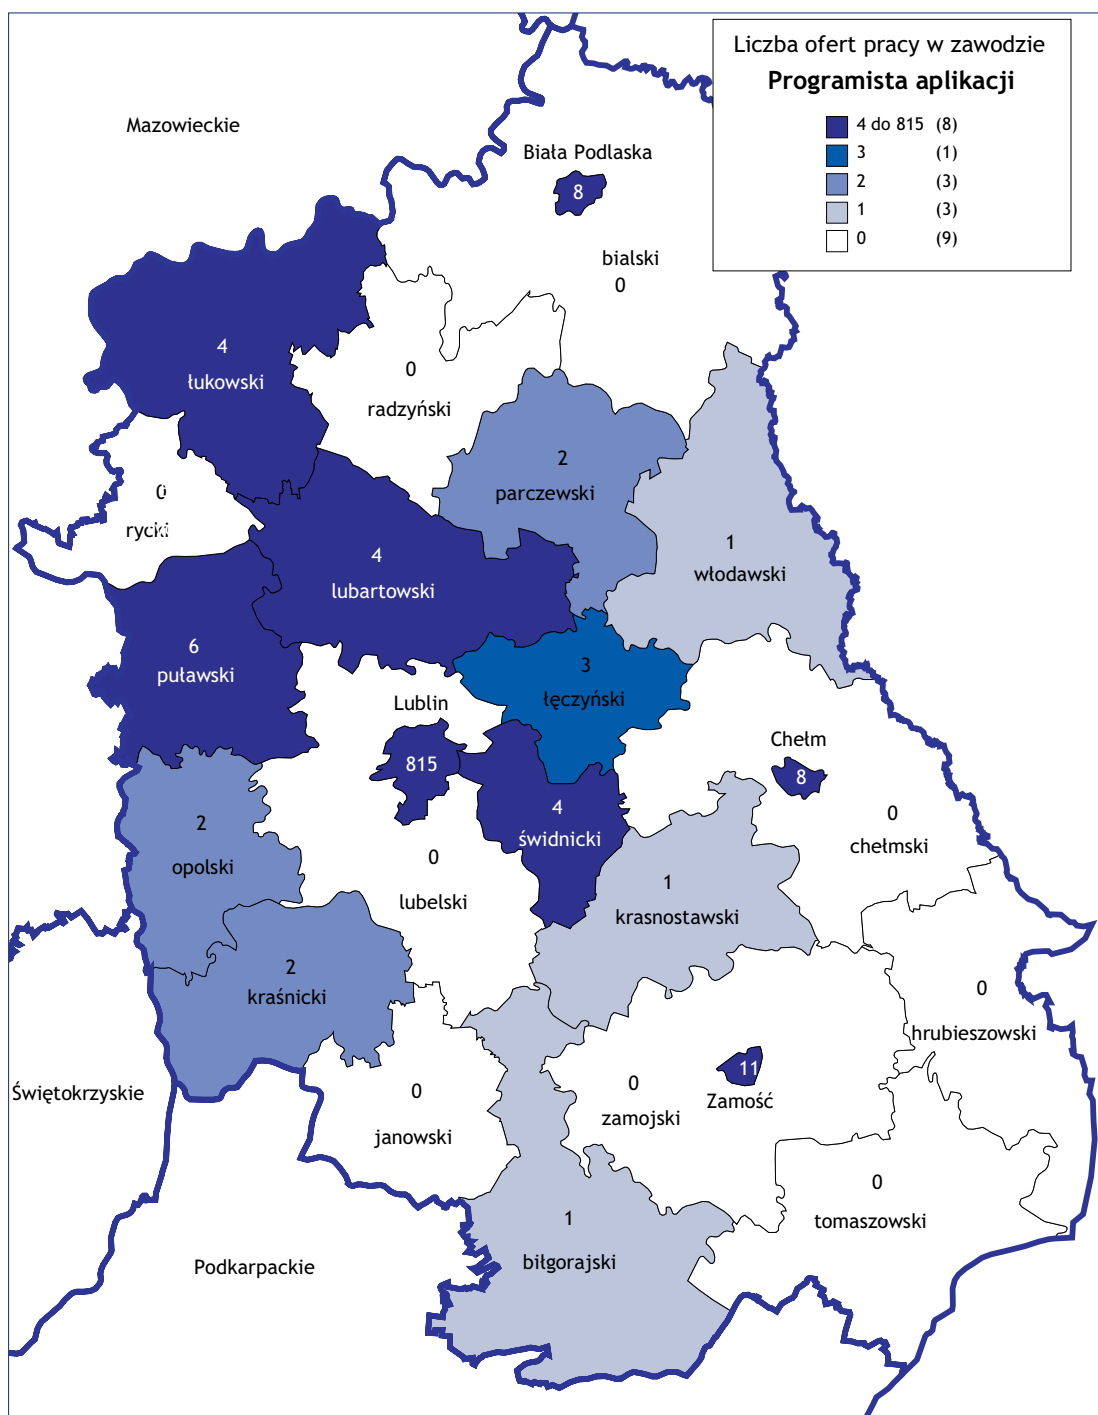 Liczba ofert pracy w zawodzie
Programista aplikacji
4 do 815 (8)
3 (1)
2 (3)
1 (3)
0 (9)
Mazowieckie
Biała Podlaska
8
bialski
0
4
łukowski
0
radzyński
2
parczewski
0
rycki
1
włodawski
4
lubartowski
6
puławski
3
łęczyński
Lublin
815
Chełm
8
4
świdnicki
0
chełmski
2
opolski
0
lubelski
1
krasnostawski
2
kraśnicki
0
hrubieszowski
Świętokrzyskie
0
janowski
0
zamojski
11
Zamość
0
tomaszowski
1
biłgorajski
Podkarpackie